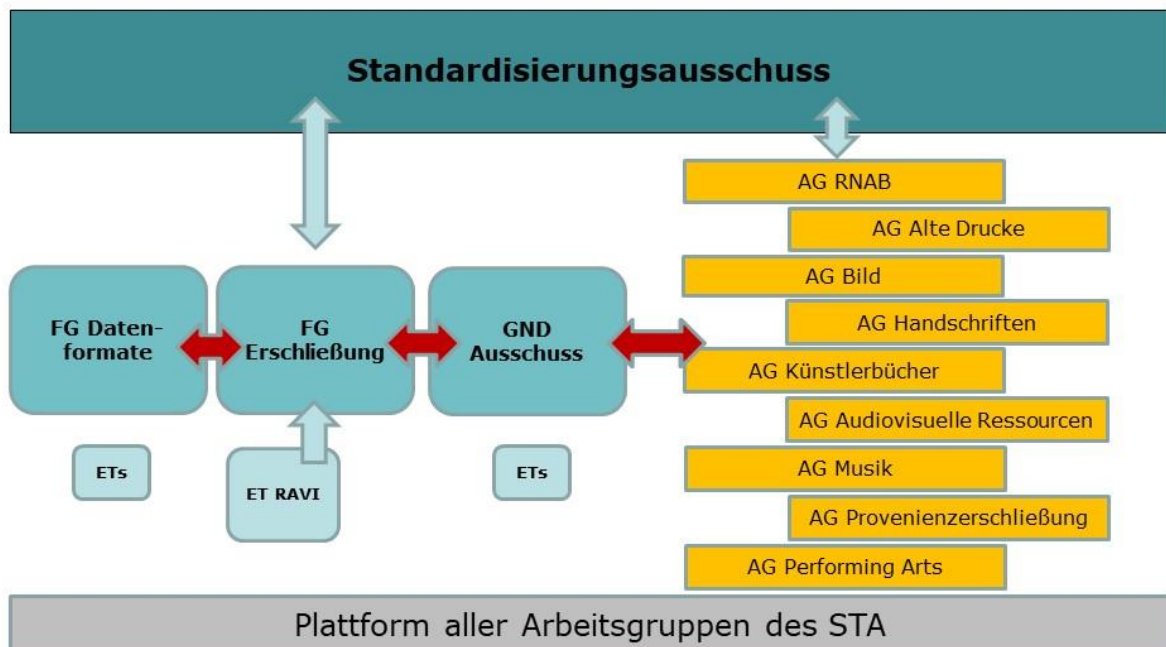 Standardisierungsausschuss
AG RNAB
AG Alte Drucke
AG Bild
AG Handschriften
AG Künstlerbücher
AG Audiovisuelle Ressourcen
AG Musik
AG Provenienzerschließung
AG Performing Arts
FG Daten-
formate
FG
Erschließung
GND
Ausschuss
ETs
ET RAVI
ETs
Plattform aller Arbeitsgruppen des STA